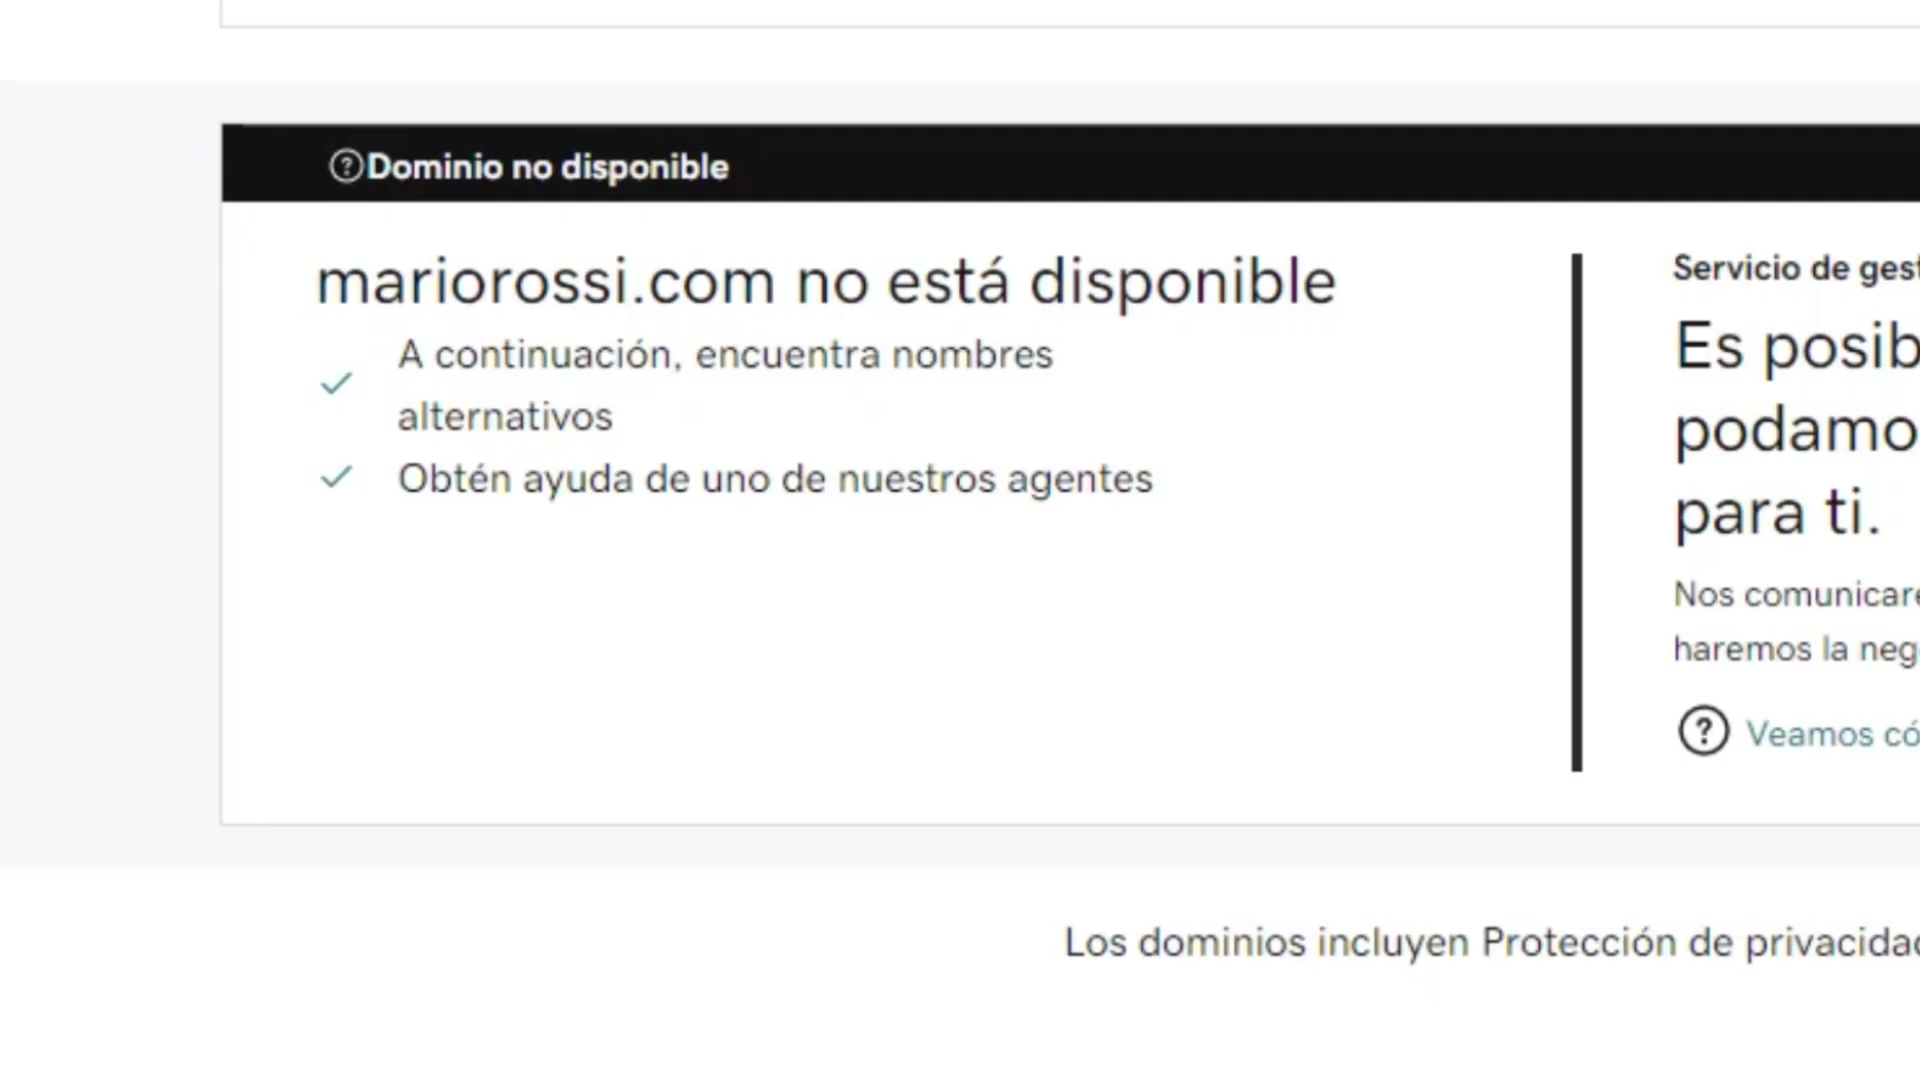 Dominio no disponible
mariorossi.com no está disponible
A continuación, encuentra nombres
alternativos
Obtén ayuda de uno de nuestros agentes
Servicio de
Es
para ti.
Nos
haremos la
Veamos
Los dominios incluyen Protección de